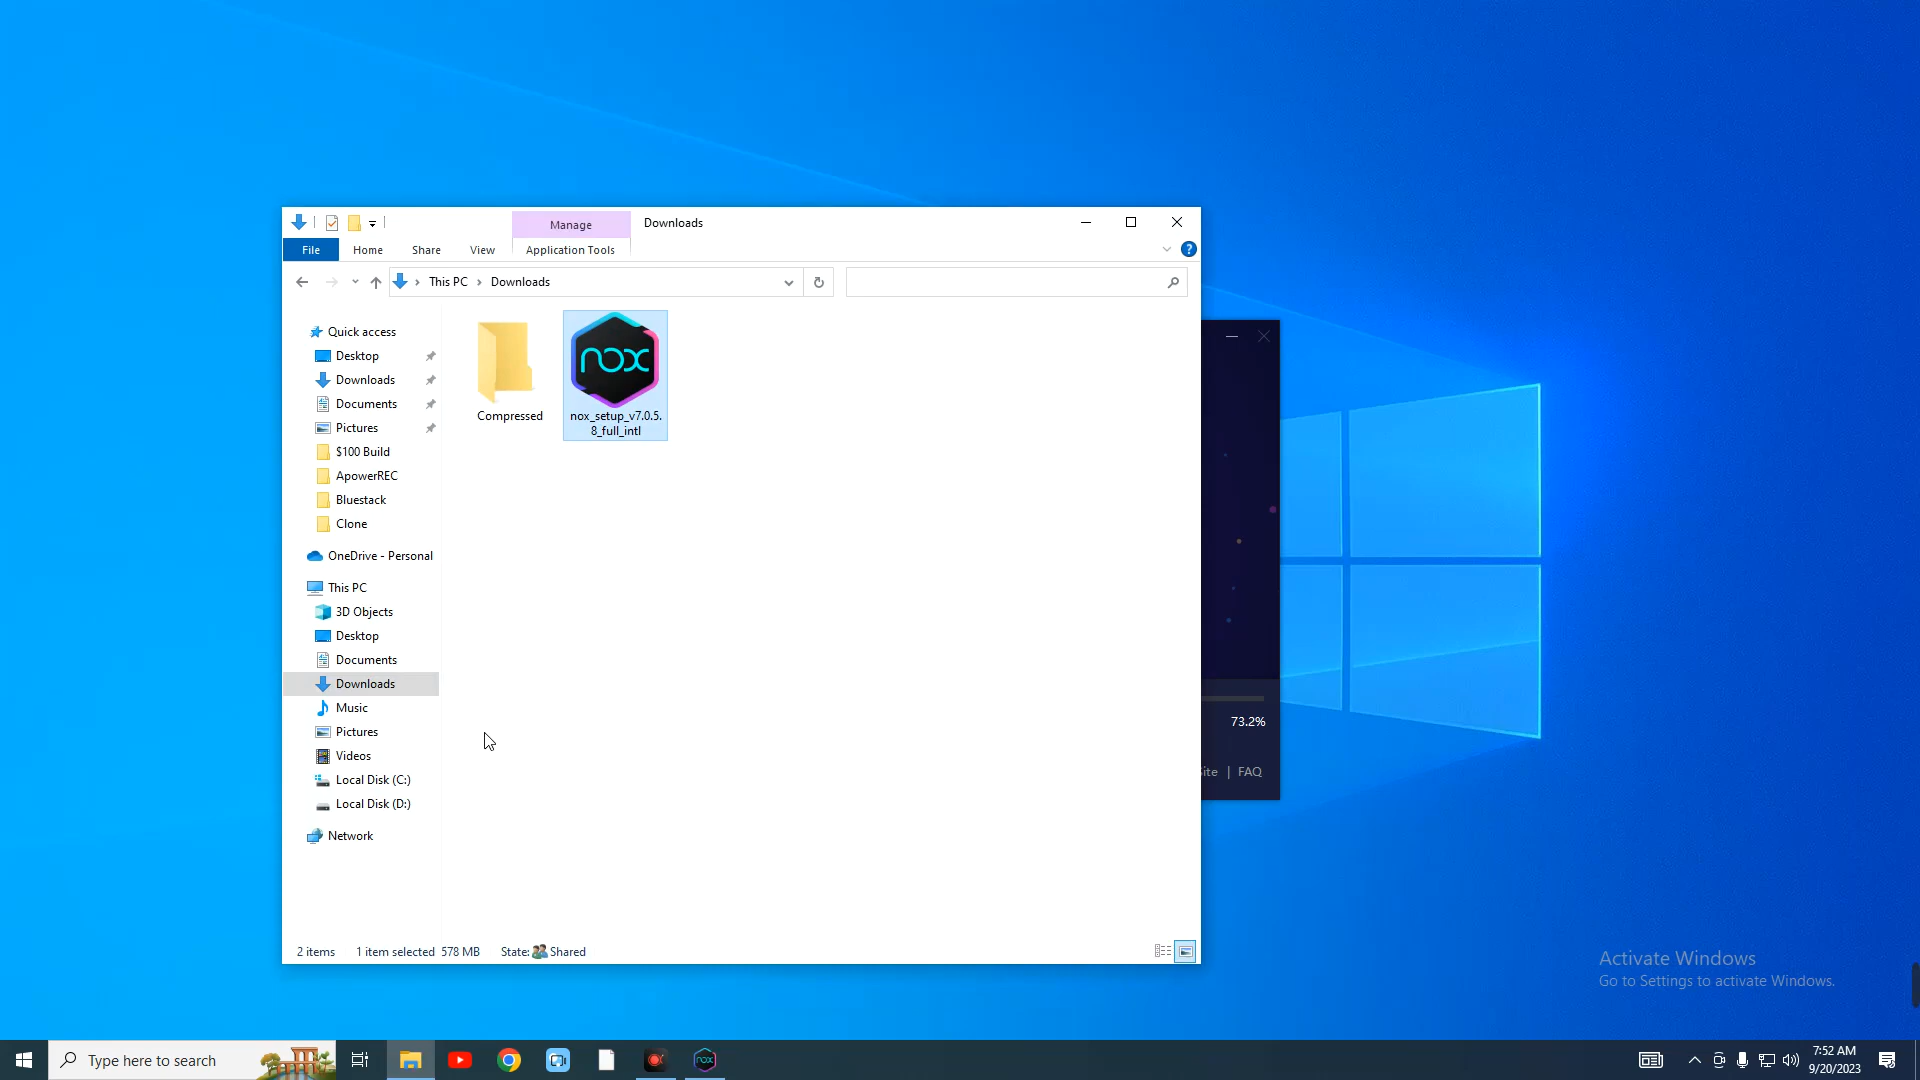 Manage
Downloads
File
Home
Share
View
Application Tools
?
This PC
Downloads
Quick access
Desktop
Downloads
Documents
Pictures
$100 Build
ApowerREC
Bluestack
Clone
OneDrive - Personal
This PC
3D Objects
Desktop
Documents
Downloads
Music
Pictures
Videos
Local Disk (C:)
Local Disk (D:)
Network
nox
Compressed
nox_setup_v7.0.5.
8_full_intl
73.2%
site | FAQ
2 items
1 item selected 578 MB
State: Shared
Activate Windows
Go to Settings to activate Windows.
Type here to search
nox
7:52 AM
9/20/2023